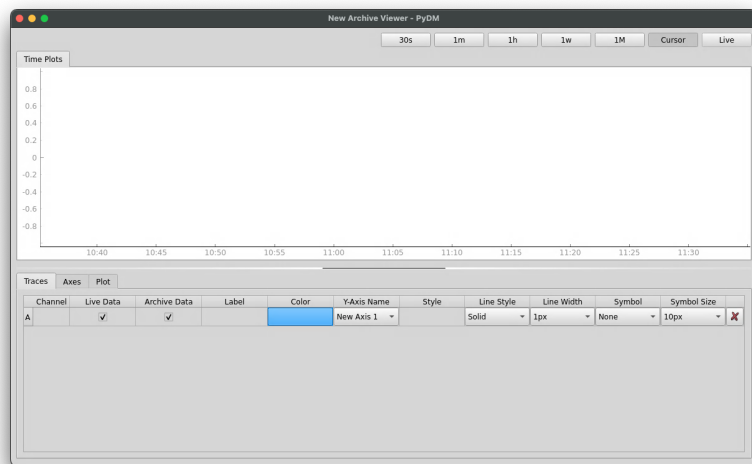 New Archive Viewer - PyDM
30s 1m 1h 1w 1M Cursor Live
Time Plots
0.8
0.6
0.4
0.2
0
-0.2
-0.4
-0.6
-0.8
10:40 10:45 10:50 10:55 11:00 11:05 11:10 11:15 11:20 11:25 11:30
Traces Axes Plot
Channel Live Data Archive Data Label Color Y-Axis Name Style Line Style Line Width Symbol Symbol Size
A New Axis 1 Solid 1px None 10px